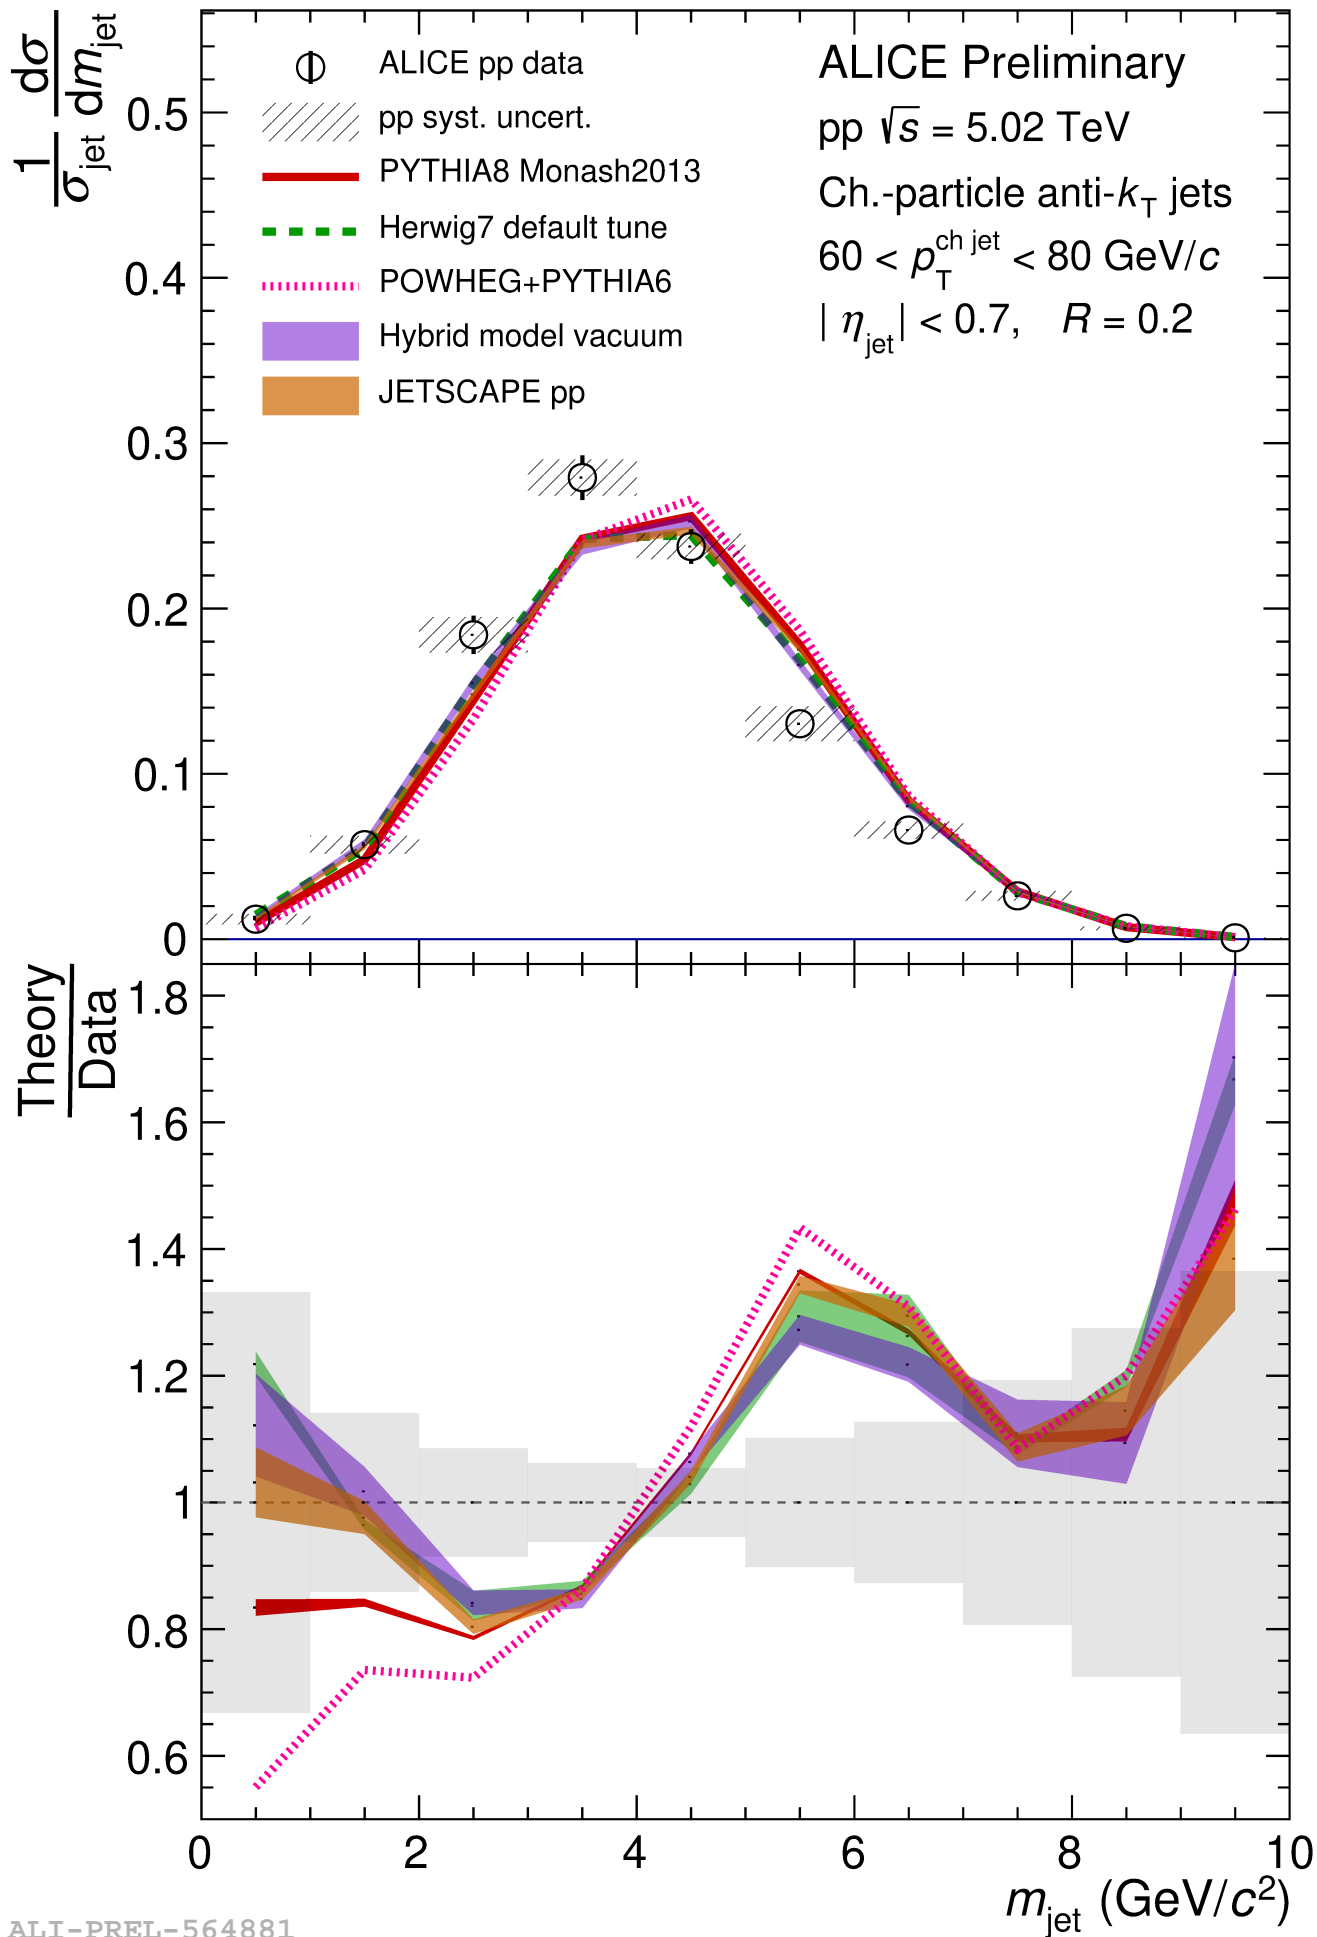 1/σjet dσ/dmjet
ALICE pp data
pp syst. uncert.
PYTHIA8 Monash2013
Herwig7 default tune
POWHEG+PYTHIA6
Hybrid model vacuum
JETSCAPE pp
ALICE Preliminary
pp √s = 5.02 TeV
Ch.-particle anti-kT jets
60 < pT^ch jet < 80 GeV/c
| ηjet | < 0.7, R = 0.2
0.5
0.4
0.3
0.2
0.1
0
Theory
Data
1.8
1.6
1.4
1.2
1
0.8
0.6
0 2 4 6 8 10
mjet (GeV/c²)
ALI-PREL-564881